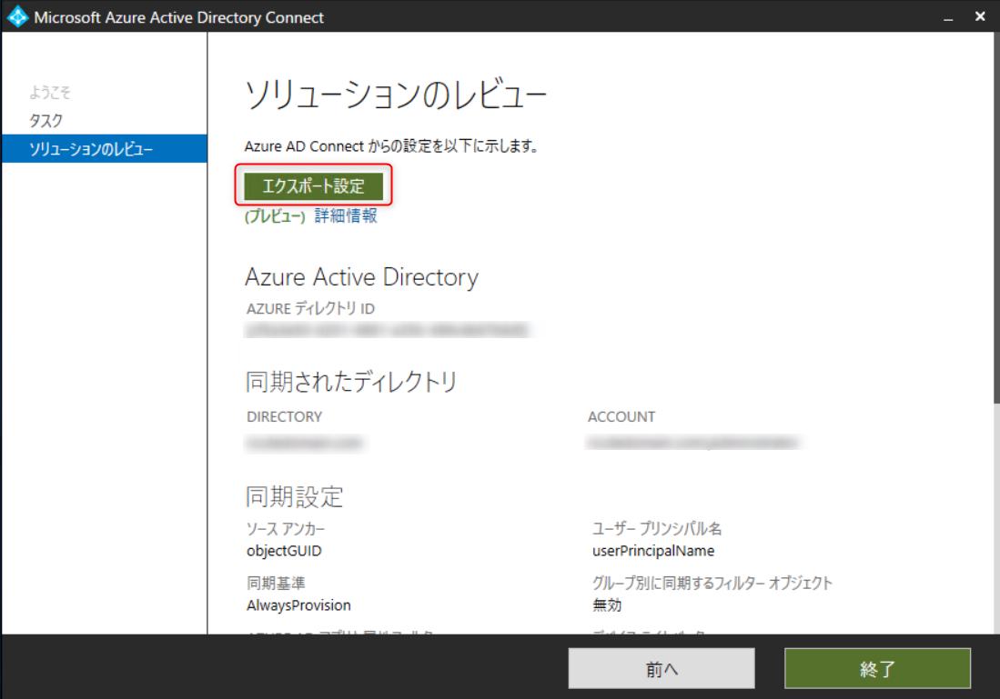 Microsoft Azure Active Directory Connect
ようこそ
タスク
ソリューションのレビュー
ソリューションのレビュー
Azure AD Connect からの設定を以下に示します。
エクスポート設定
(プレビュー) 詳細情報
Azure Active Directory
AZURE ディレクトリ ID
同期されたディレクトリ
DIRECTORY
ACCOUNT
同期設定
ソース アンカー
ユーザー プリンシパル名
objectGUID
userPrincipalName
同期基準
グループ別に同期するフィルター オブジェクト
AlwaysProvision
無効
前へ
終了